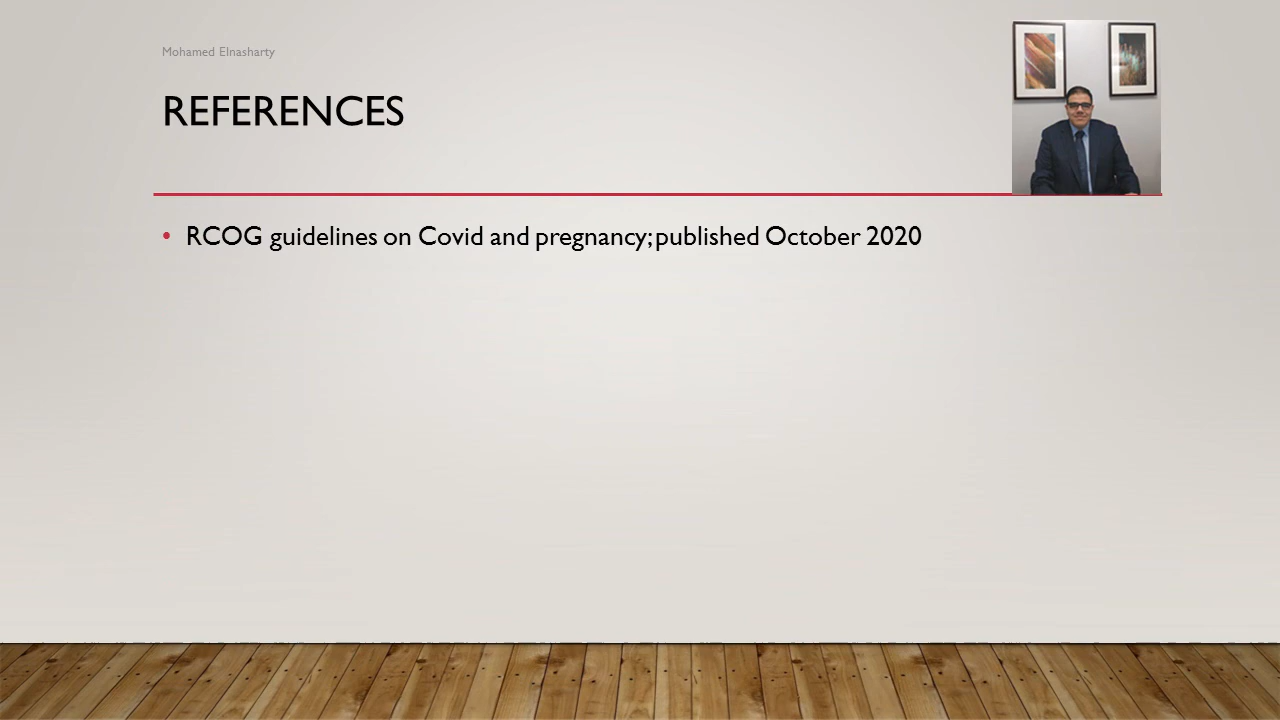 Mohamed Elnasharty
REFERENCES
• RCOG guidelines on Covid and pregnancy; published October 2020